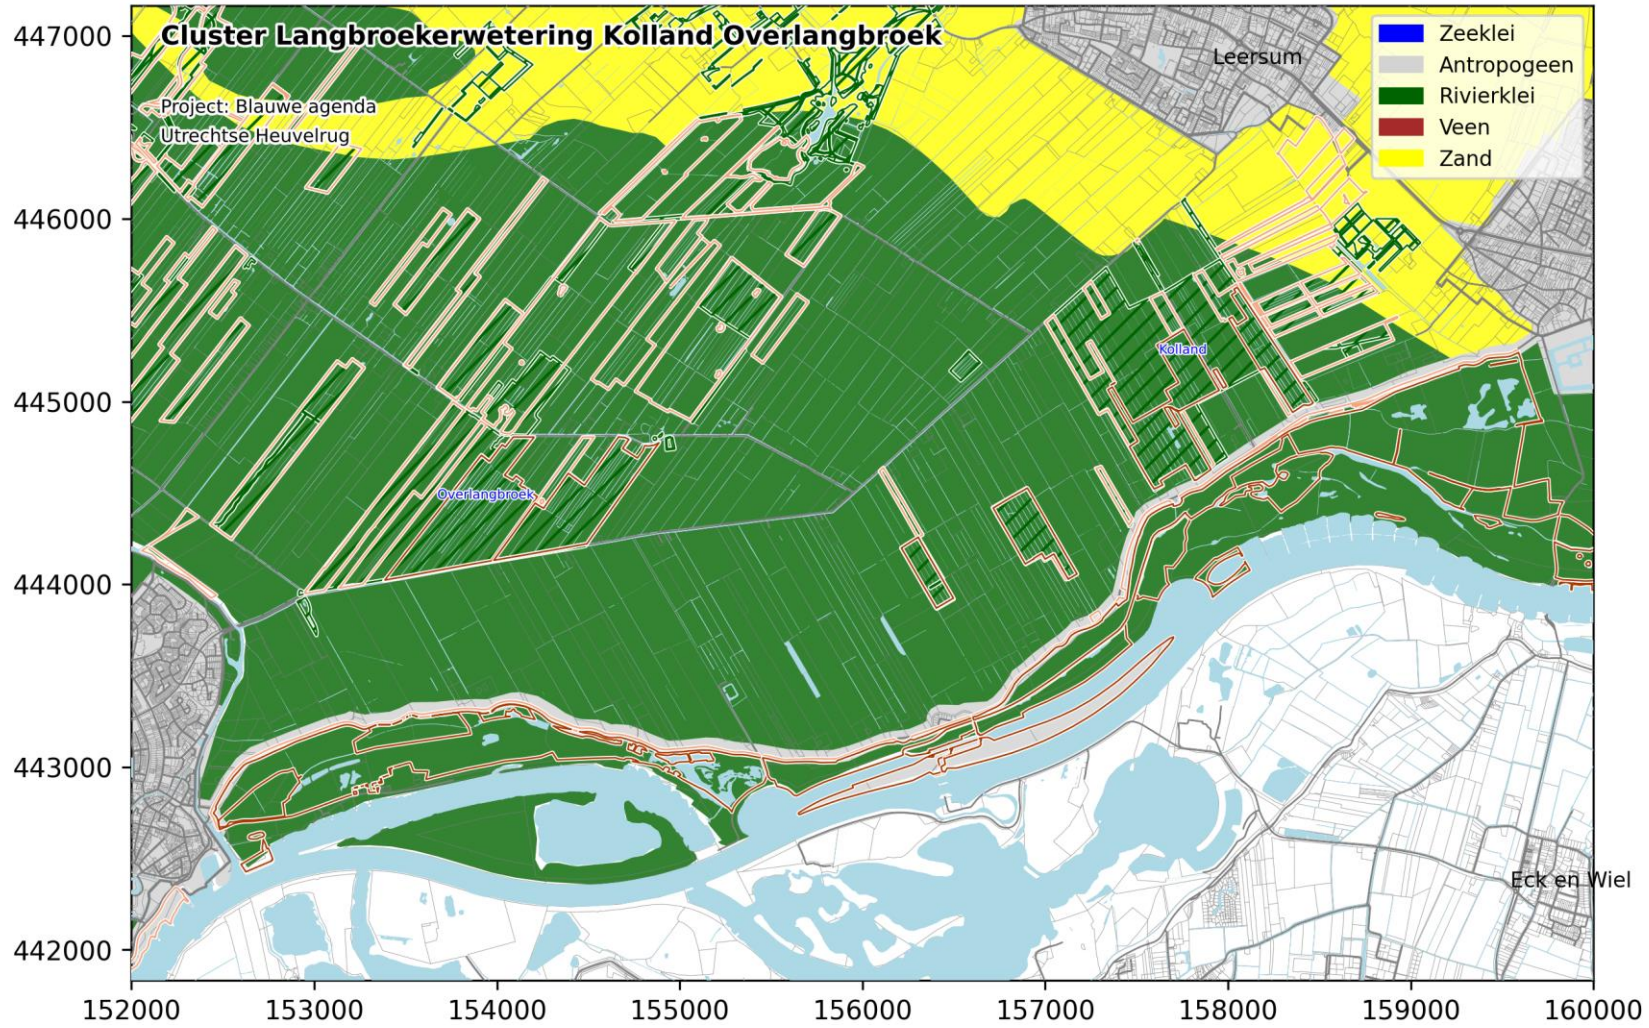 Cluster Langbroekerwetering Kolland Overlangbroek
Project: Blauwe agenda
Utrechtse Heuvelrug
Zeeklei
Antropogeen
Rivierklei
Veen
Zand
Leersum
Kolland
Overlangbroek
Eck en Wiel
447000
446000
445000
444000
443000
442000
152000 153000 154000 155000 156000 157000 158000 159000 160000